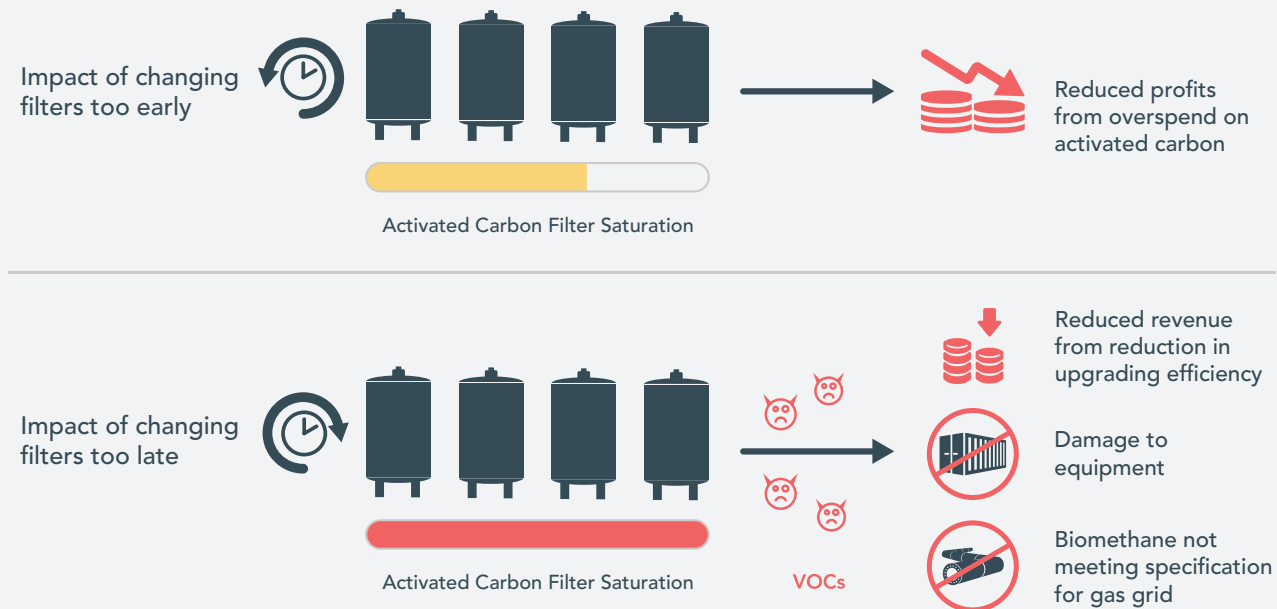 Impact of changing
filters too early
Activated Carbon Filter Saturation
Reduced profits
from overspend on
activated carbon
Impact of changing
filters too late
Activated Carbon Filter Saturation
VOCs
Reduced revenue
from reduction in
upgrading efficiency
Damage to
equipment
Biomethane not
meeting specification
for gas grid